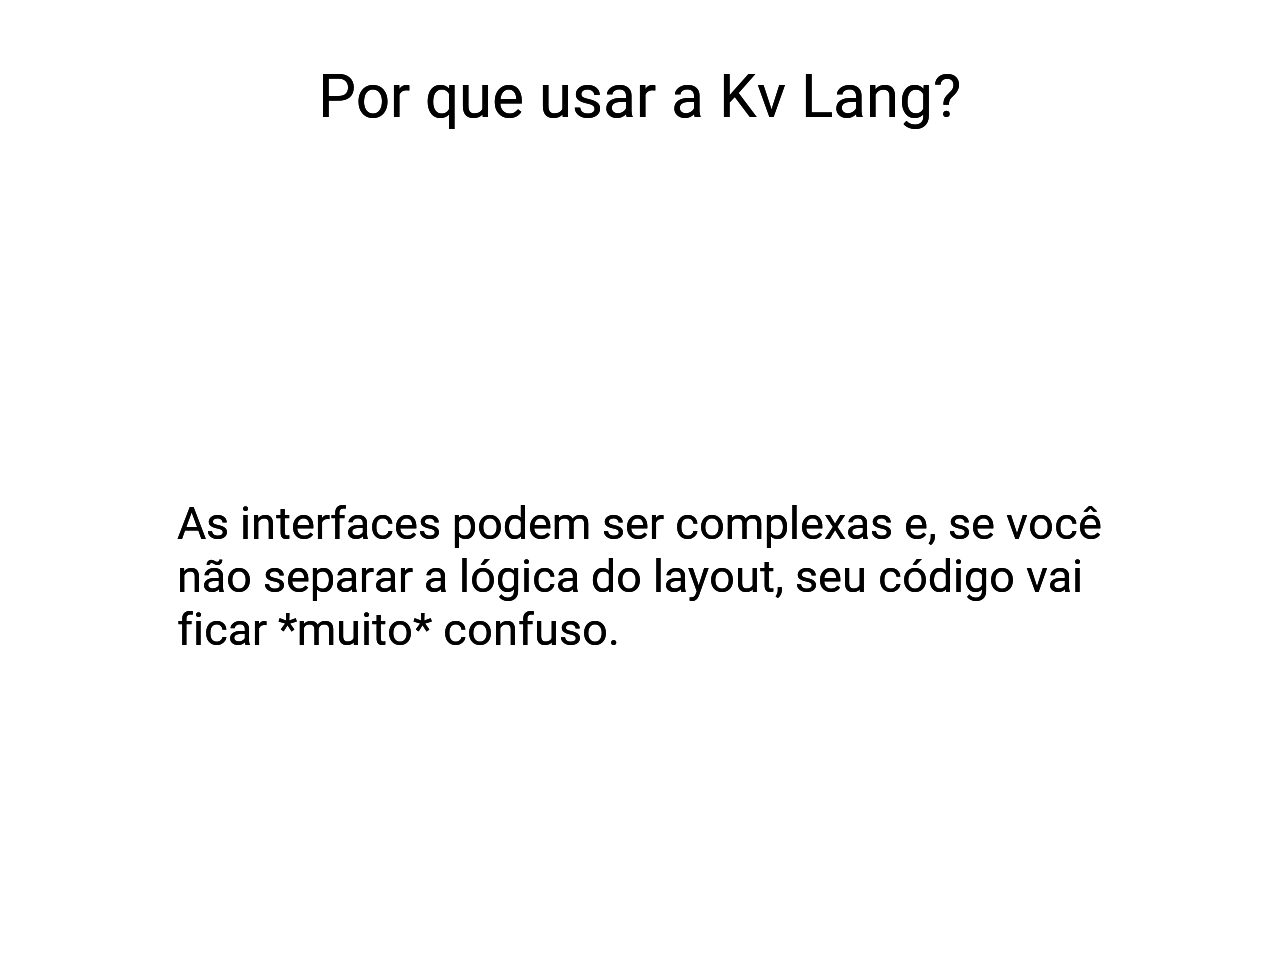 Por que usar a Kv Lang?
As interfaces podem ser complexas e, se você
não separar a lógica do layout, seu código vai
ficar *muito* confuso.